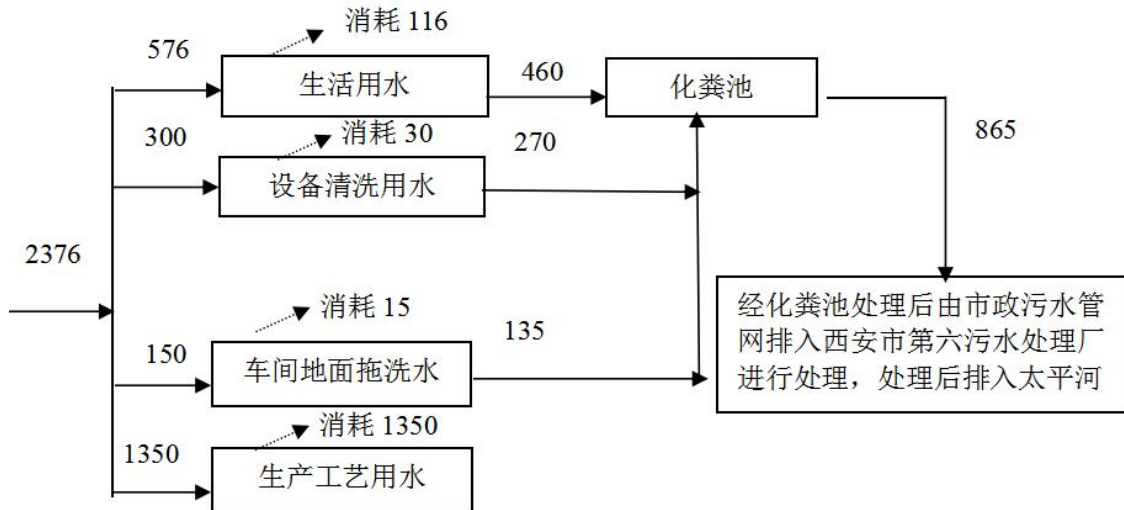 消耗 116
576
生活用水
460
化粪池
865
300
消耗 30
270
设备清洗用水
2376
消耗 15
135
150
车间地面拖洗水
经化粪池处理后由市政污水管
网排入西安市第六污水处理厂
进行处理，处理后排入太平河
消耗 1350
1350
生产工艺用水